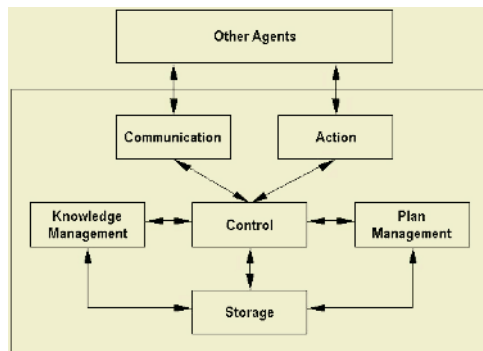 Other Agents
Communication
Action
Knowledge
Management
Control
Plan
Management
Storage